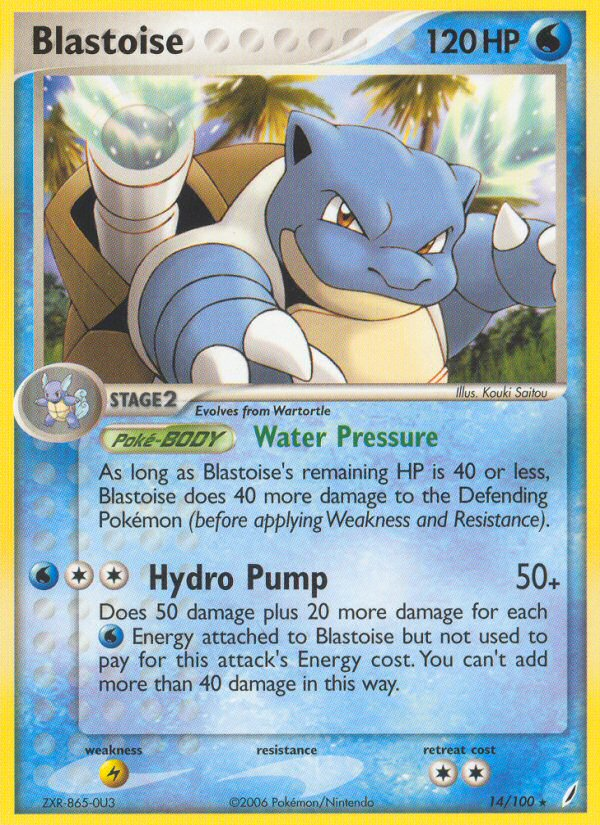 Blastoise 120 HP
Illus. Kouki Saitou
STAGE2
Evolves from Wartortle
Poké-BODY Water Pressure
As long as Blastoise's remaining HP is 40 or less,
Blastoise does 40 more damage to the Defending
Pokémon (before applying Weakness and Resistance).
Hydro Pump 50+
Does 50 damage plus 20 more damage for each
Energy attached to Blastoise but not used to
pay for this attack's Energy cost. You can't add
more than 40 damage in this way.
weakness resistance retreat cost
ZXR-865-0U3 ©2006 Pokémon/Nintendo 14/100 ★